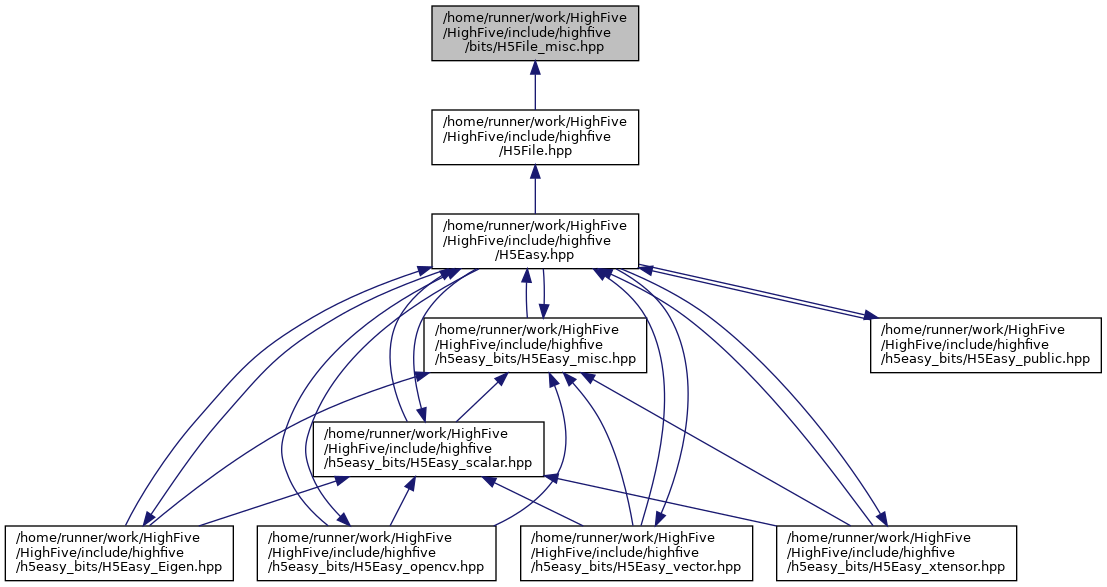 /home/runner/work/HighFive
/HighFive/include/highfive
/bits/H5File_misc.hpp
/home/runner/work/HighFive
/HighFive/include/highfive
/H5File.hpp
/home/runner/work/HighFive
/HighFive/include/highfive
/H5Easy.hpp
/home/runner/work/HighFive
/HighFive/include/highfive
/h5easy_bits/H5Easy_misc.hpp
/home/runner/work/HighFive
/HighFive/include/highfive
/h5easy_bits/H5Easy_public.hpp
/home/runner/work/HighFive
/HighFive/include/highfive
/h5easy_bits/H5Easy_scalar.hpp
/home/runner/work/HighFive
/HighFive/include/highfive
/h5easy_bits/H5Easy_Eigen.hpp
/home/runner/work/HighFive
/HighFive/include/highfive
/h5easy_bits/H5Easy_opencv.hpp
/home/runner/work/HighFive
/HighFive/include/highfive
/h5easy_bits/H5Easy_vector.hpp
/home/runner/work/HighFive
/HighFive/include/highfive
/h5easy_bits/H5Easy_xtensor.hpp